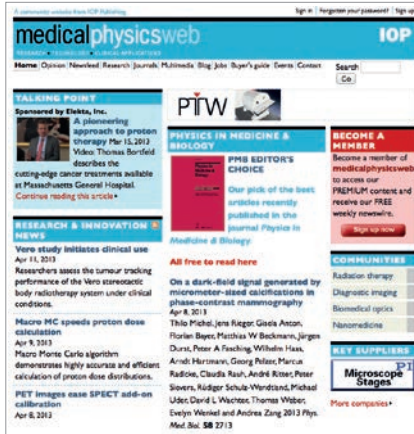 A community website from IOP Publishing
Sign in | Forgotten your password? | Sign up
medicalphysicsweb
IOP
RESEARCH • TECHNOLOGY • CLINICAL APPLICATIONS
Home | Opinion | Newsfeed | Research | Journals | Multimedia | Blog | Jobs | Buyer's guide | Events | Contact
Search
Go
TALKING POINT
Sponsored by Elekta, Inc.
A pioneering
approach to proton
therapy Mar 15, 2013
Video: Thomas Bortfeld
describes the
cutting-edge cancer treatments available
at Massachusetts General Hospital.
Continue reading this article
RESEARCH & INNOVATION
NEWS
Vero study initiates clinical use
Apr 11, 2013
Researchers assess the tumour tracking
performance of the Vero stereotactic
body radiotherapy system under clinical
conditions.
Macro MC speeds proton dose
calculation
Apr 9, 2013
Macro Monte Carlo algorithm
demonstrates highly accurate and efficient
calculation of proton dose distributions.
PET images ease SPECT add-on
calibration
Apr 8, 2013
PTW
PHYSICS IN MEDICINE &
BIOLOGY
PMB EDITOR'S
CHOICE
Our pick of the best
articles recently
published in the
journal Physics in
Medicine & Biology.
All free to read here
On a dark-field signal generated by
micrometer-sized calcifications in
phase-contrast mammography
Apr 8, 2013
Thilo Michel, Jens Rieger, Gisela Anton,
Florian Bayer, Matthias W Beckmann, Jürgen
Durst, Peter A Fasching, Wilhelm Haas,
Arndt Hartmann, Georg Pelzer, Marcus
Radicke, Claudia Rauh, André Ritter, Peter
Sievers, Rüdiger Schulz-Wendtland, Michael
Uder, David L Wachter, Thomas Weber,
Evelyn Wenkel and Andrea Zang 2013 Phys.
Med. Biol. 58 2713
BECOME A
MEMBER
Become a member of
medicalphysicsweb
to access our
PREMIUM content and
receive our FREE
weekly newswire.
Sign up now
COMMUNITIES
Radiation therapy
Diagnostic imaging
Biomedical optics
Nanomedicine
KEY SUPPLIERS
PI
Microscope
Stages
More companies